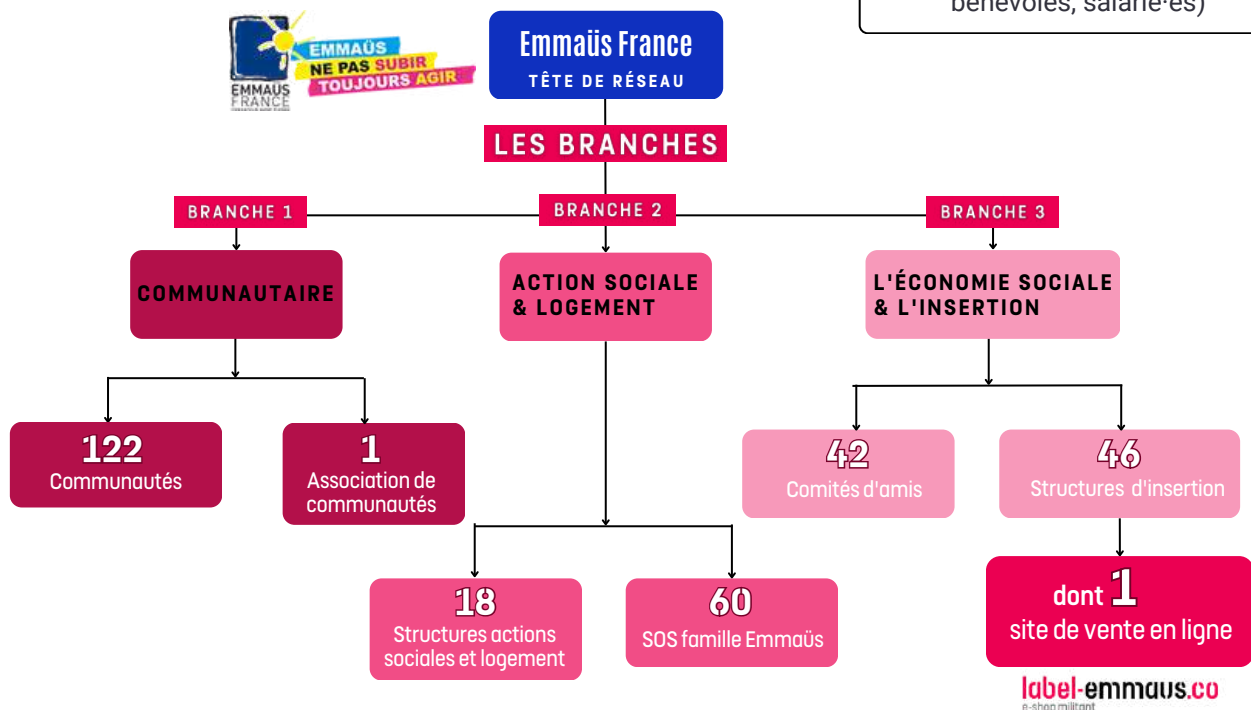 bénévoles, salarié·es)
EMMAÜS
NE PAS SUBIR
TOUJOURS AGIR
EMMAUS
FRANCE
Emmaüs France
TÊTE DE RÉSEAU
LES BRANCHES
BRANCHE 1
BRANCHE 2
BRANCHE 3
COMMUNAUTAIRE
ACTION SOCIALE
& LOGEMENT
L'ÉCONOMIE SOCIALE
& L'INSERTION
122
Communautés
1
Association de
communautés
42
Comités d'amis
46
Structures d'insertion
18
Structures actions
sociales et logement
60
SOS famille Emmaüs
dont 1
site de vente en ligne
label-emmaus.co
e-shop militant